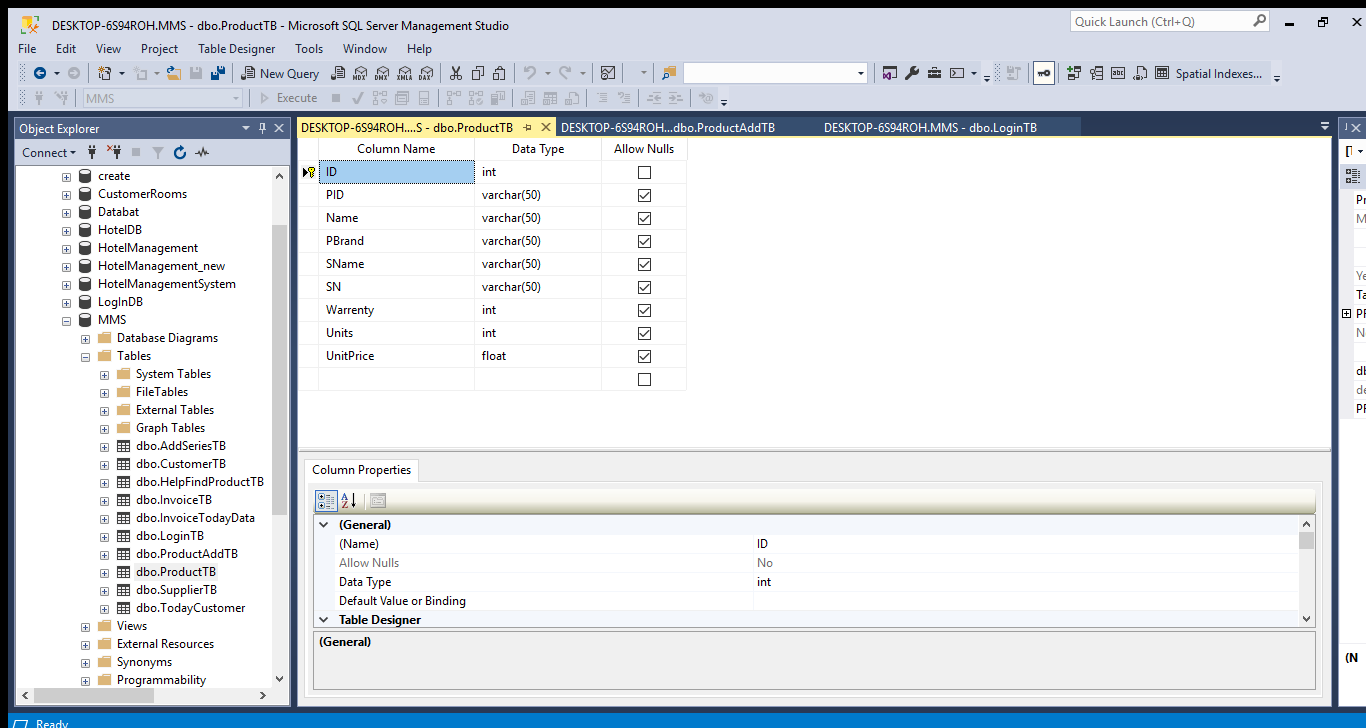 DESKTOP-6S94ROH.MMS - dbo.ProductTB - Microsoft SQL Server Management Studio
Quick Launch (Ctrl+Q)
File Edit View Project Table Designer Tools Window Help
New Query MDX DMX XMLA DAX Spatial Indexes...
MMS Execute
Object Explorer
Connect
create
CustomerRooms
Databat
HotelDB
HotelManagement
HotelManagement_new
HotelManagementSystem
LogInDB
MMS
Database Diagrams
Tables
System Tables
FileTables
External Tables
Graph Tables
dbo.AddSeriesTB
dbo.CustomerTB
dbo.HelpFindProductTB
dbo.InvoiceTB
dbo.InvoiceTodayData
dbo.LoginTB
dbo.ProductAddTB
dbo.ProductTB
dbo.SupplierTB
dbo.TodayCustomer
Views
External Resources
Synonyms
Programmability
DESKTOP-6S94ROH....S - dbo.ProductTB DESKTOP-6S94ROH...dbo.ProductAddTB DESKTOP-6S94ROH.MMS - dbo.LoginTB
Column Name Data Type Allow Nulls
ID int
PID varchar(50)
Name varchar(50)
PBrand varchar(50)
SName varchar(50)
SN varchar(50)
Warrenty int
Units int
UnitPrice float
Column Properties
(General)
(Name) ID
Allow Nulls No
Data Type int
Default Value or Binding
Table Designer
(General)
Ready